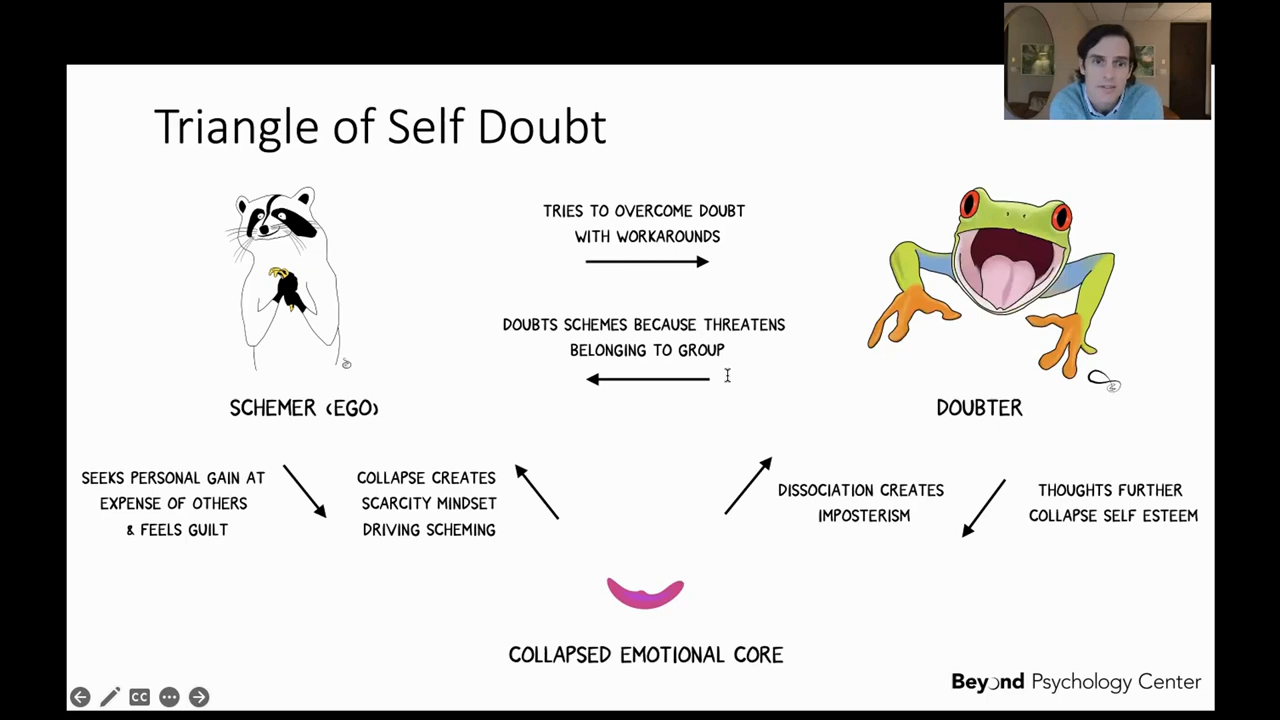 Triangle of Self Doubt
TRIES TO OVERCOME DOUBT
WITH WORKAROUNDS
DOUBTS SCHEMES BECAUSE THREATENS
BELONGING TO GROUP
SCHEMER (EGO)
DOUBTER
SEEKS PERSONAL GAIN AT
EXPENSE OF OTHERS
& FEELS GUILT
COLLAPSE CREATES
SCARCITY MINDSET
DRIVING SCHEMING
DISSOCIATION CREATES
IMPOSTERISM
THOUGHTS FURTHER
COLLAPSE SELF ESTEEM
COLLAPSED EMOTIONAL CORE
Beyond Psychology Center
CC